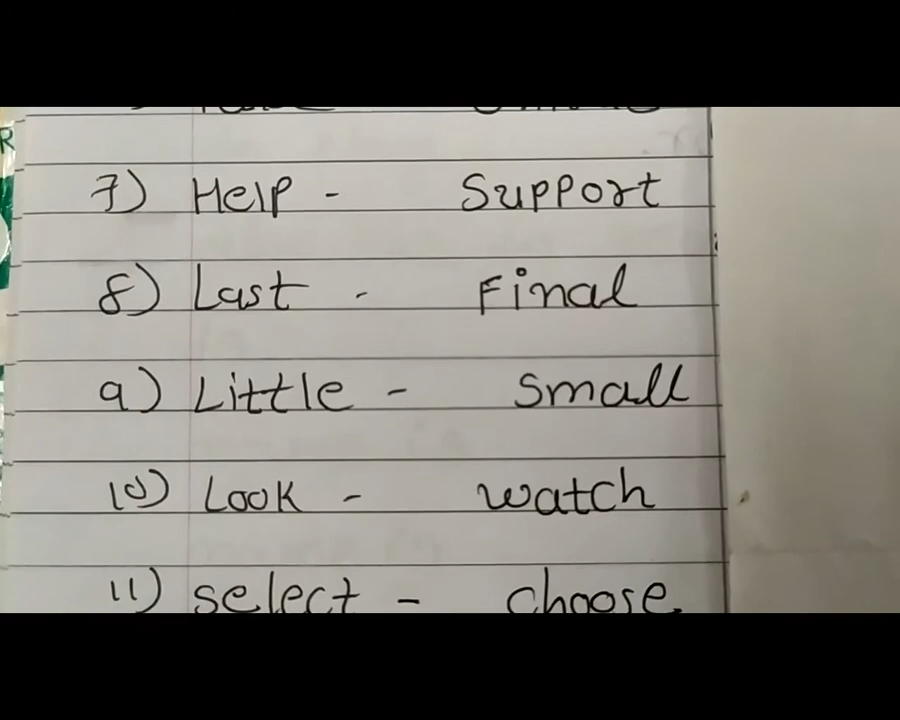 7) Help - Support
8) Last - Final
9) Little - Small
10) Look - watch
11) select - choose.